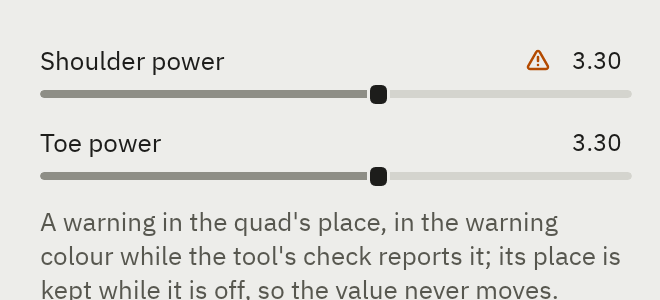 Shoulder power 3.30
Toe power 3.30
A warning in the quad's place, in the warning
colour while the tool's check reports it; its place is
kept while it is off, so the value never moves.